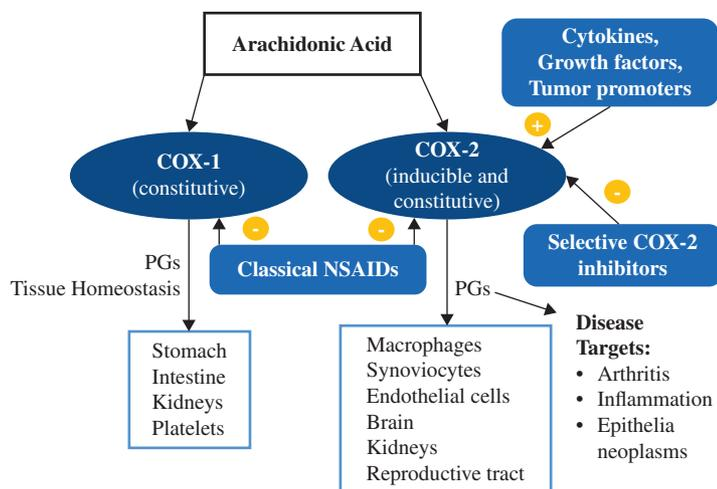 Arachidonic Acid
Cytokines,
Growth factors,
Tumor promoters
+
COX-1
(constitutive)
COX-2
(inducible and
constitutive)
-
-
-
Classical NSAIDs
Selective COX-2
inhibitors
PGs
Tissue Homeostasis
PGs
Stomach
Intestine
Kidneys
Platelets
Macrophages
Synoviocytes
Endothelial cells
Brain
Kidneys
Reproductive tract
Disease
Targets:
• Arthritis
• Inflammation
• Epithelia
neoplasms